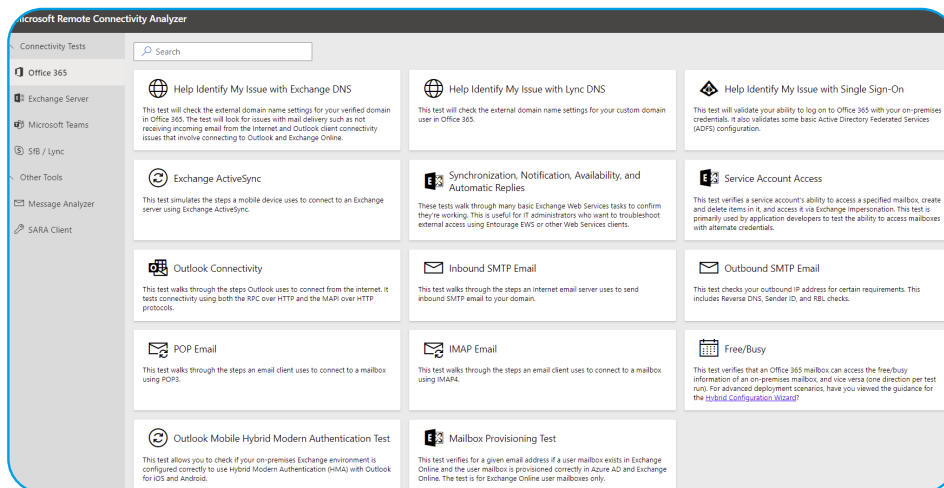 Microsoft Remote Connectivity Analyzer
Connectivity Tests
Office 365
Exchange Server
Microsoft Teams
SfB / Lync
Other Tools
Message Analyzer
SARA Client
Search
Help Identify My Issue with Exchange DNS
This test will check the external domain name settings for your verified domain
in Office 365. The test will look for issues with mail delivery such as not
receiving incoming email from the Internet and Outlook client connectivity
issues that involve connecting to Outlook and Exchange Online.
Help Identify My Issue with Lync DNS
This test will check the external domain name settings for your custom domain
user in Office 365.
Help Identify My Issue with Single Sign-On
This test will validate your ability to log on to Office 365 with your on-premises
credentials. It also validates some basic Active Directory Federated Services
(ADFS) configuration.
Exchange ActiveSync
This test simulates the steps a mobile device uses to connect to an Exchange
server using Exchange ActiveSync.
Synchronization, Notification, Availability, and
Automatic Replies
These tests walk through many basic Exchange Web Services tasks to confirm
they're working. This is useful for IT administrators who want to troubleshoot
external access using Entourage EWS or other Web Services clients.
Service Account Access
This test verifies a service account's ability to access a specified mailbox, create
and delete items in it, and access it via Exchange Impersonation. This test is
primarily used by application developers to test the ability to access mailboxes
with alternate credentials.
Outlook Connectivity
This test walks through the steps Outlook uses to connect from the internet. It
tests connectivity using both the RPC over HTTP and the MAPI over HTTP
protocols.
Inbound SMTP Email
This test walks through the steps an Internet email server uses to send
inbound SMTP email to your domain.
Outbound SMTP Email
This test checks your outbound IP address for certain requirements. This
includes Reverse DNS, Sender ID, and RBL checks.
POP Email
This test walks through the steps an email client uses to connect to a mailbox
using POP3.
IMAP Email
This test walks through the steps an email client uses to connect to a mailbox
using IMAP4.
Free/Busy
This test verifies that an Office 365 mailbox can access the free/busy
information of an on-premises mailbox, and vice versa (one direction per test
run). For advanced deployment scenarios, have you viewed the guidance for
the Hybrid Configuration Wizard?
Outlook Mobile Hybrid Modern Authentication Test
This test allows you to check if your on-premises Exchange environment is
configured correctly to use Hybrid Modern Authentication (HMA) with Outlook
for iOS and Android.
Mailbox Provisioning Test
This test verifies for a given email address if a user mailbox exists in Exchange
Online and the user mailbox is provisioned correctly in Azure AD and Exchange
Online. The test is for Exchange Online user mailboxes only.